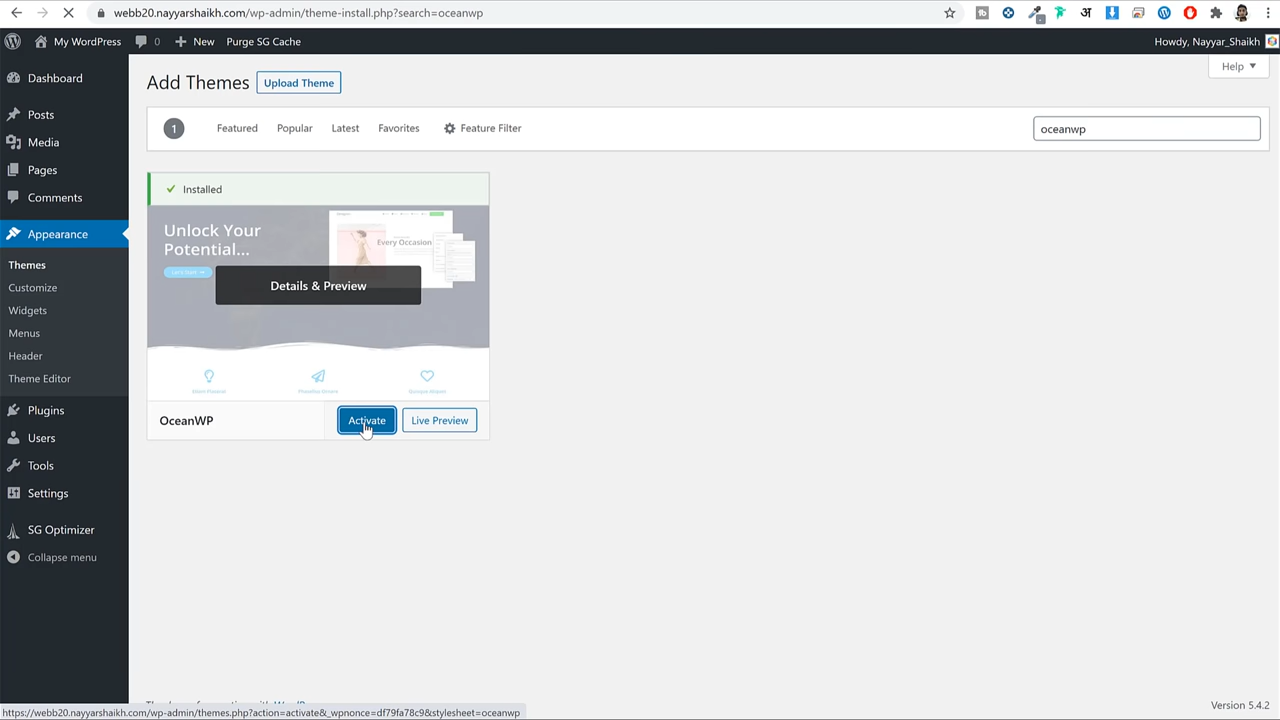 webb20.nayyarshaikh.com/wp-admin/theme-install.php?search=oceanwp
My WordPress 0 New Purge SG Cache Howdy, Nayyar_Shaikh
Help
Dashboard
Posts
Media
Pages
Comments
Appearance
Themes
Customize
Widgets
Menus
Header
Theme Editor
Plugins
Users
Tools
Settings
SG Optimizer
Collapse menu
Add Themes Upload Theme
1 Featured Popular Latest Favorites Feature Filter oceanwp
Installed
Unlock Your
Potential...
Every Occasion
Details & Preview
OceanWP Activate Live Preview
Version 5.4.2
https://webb20.nayyarshaikh.com/wp-admin/themes.php?action=activate&_wpnonce=df79fa78c9&stylesheet=oceanwp